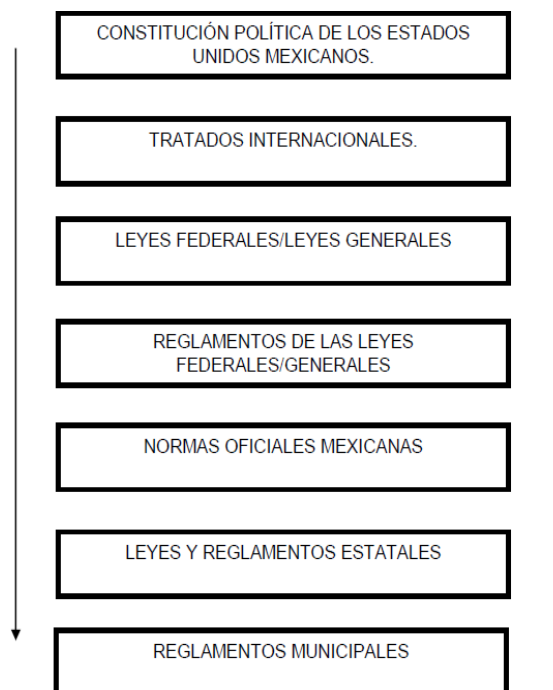 CONSTITUCIÓN POLÍTICA DE LOS ESTADOS
UNIDOS MEXICANOS.
TRATADOS INTERNACIONALES.
LEYES FEDERALES/LEYES GENERALES
REGLAMENTOS DE LAS LEYES
FEDERALES/GENERALES
NORMAS OFICIALES MEXICANAS
LEYES Y REGLAMENTOS ESTATALES
REGLAMENTOS MUNICIPALES